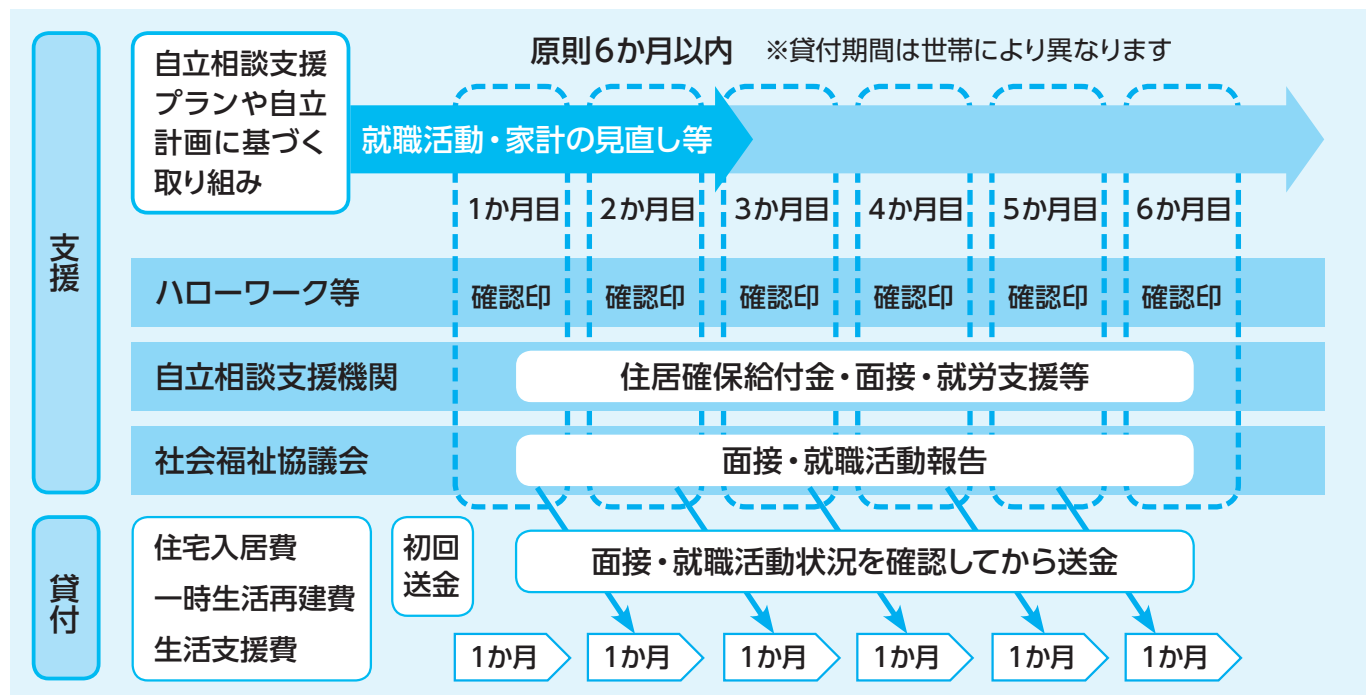 支援
自立相談支援
プランや自立
計画に基づく
取り組み
原則6か月以内 ※貸付期間は世帯により異なります
就職活動・家計の見直し等
1か月目 2か月目 3か月目 4か月目 5か月目 6か月目
ハローワーク等 確認印 確認印 確認印 確認印 確認印 確認印
自立相談支援機関 住居確保給付金・面接・就労支援等
社会福祉協議会 面接・就職活動報告
貸付
住宅入居費
一時生活再建費
生活支援費
初回
送金
面接・就職活動状況を確認してから送金
1か月 1か月 1か月 1か月 1か月 1か月